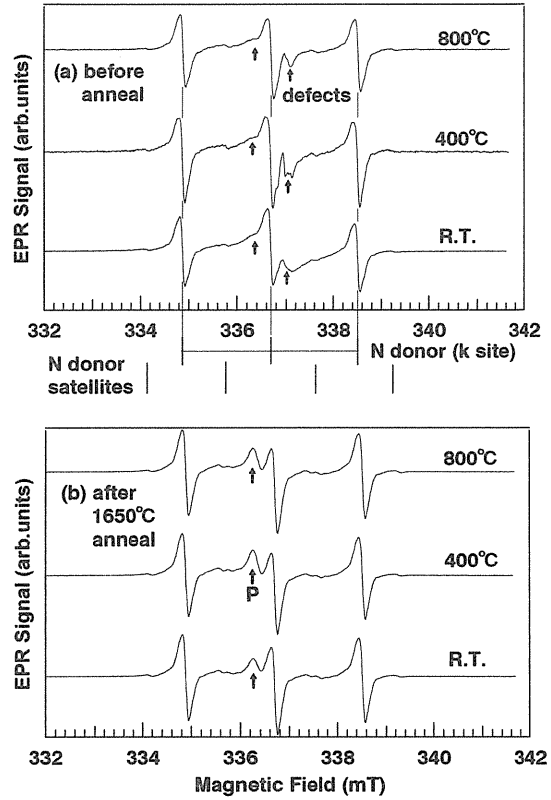 EPR Signal (arb.units)
(a) before
anneal
800°C
defects
400°C
R.T.
332 334 336 338 340 342
N donor (k site)
N donor
satellites
EPR Signal (arb.units)
(b) after
1650°C
anneal
800°C
400°C
P
R.T.
332 334 336 338 340 342
Magnetic Field (mT)